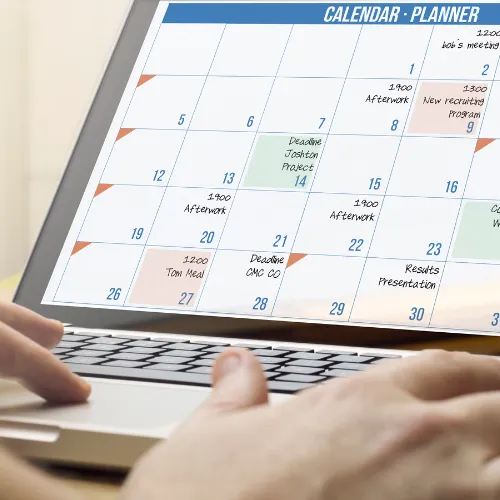 CALENDAR · PLANNER
1200
bob's meeting
1
2
1900
Afterwork
1300
New recruiting
Program
5
6
7
8
9
Deadline
Joshton
Project
12
13
14
15
16
1900
Afterwork
1900
Afterwork
19
20
21
22
23
1200
Tom Meal
Deadline
CMC CO
Results
Presentation
26
27
28
29
30